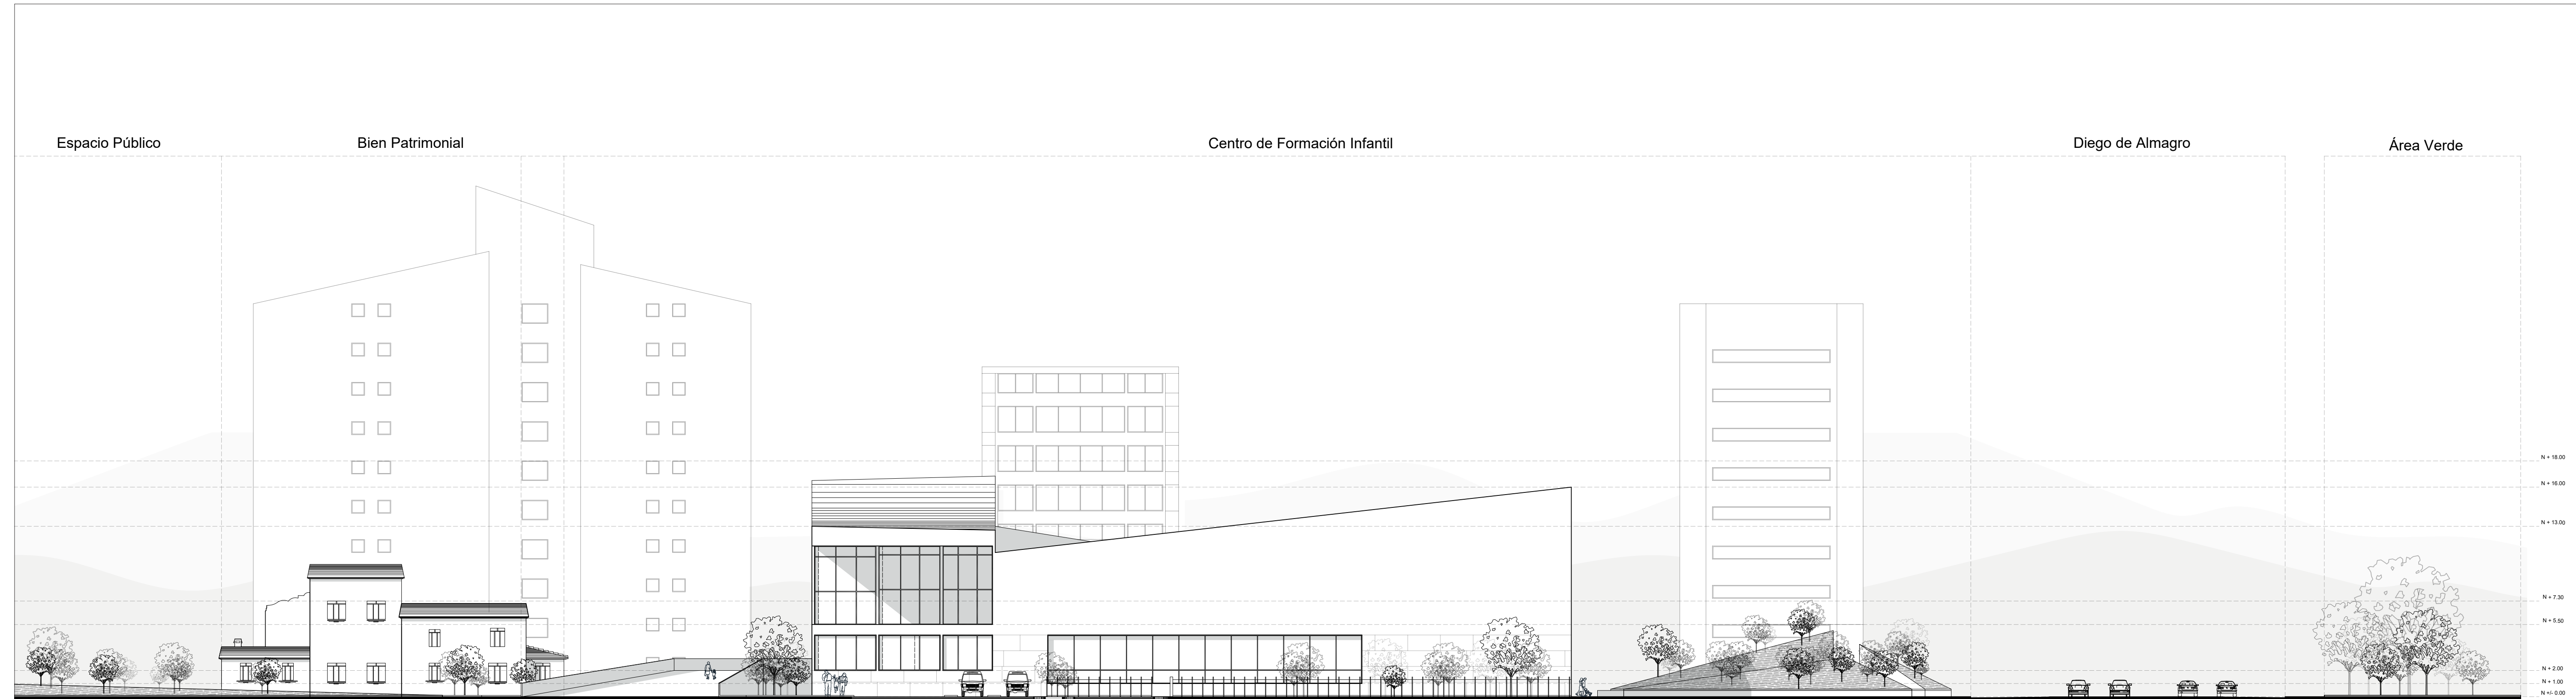 Espacio Público
Bien Patrimonial
Centro de Formación Infantil
Diego de Almagro
Área Verde
N + 18.00
N + 16.00
N + 13.00
N + 7.30
N + 5.50
N + 2.00
N + 1.00
N +/- 0.00